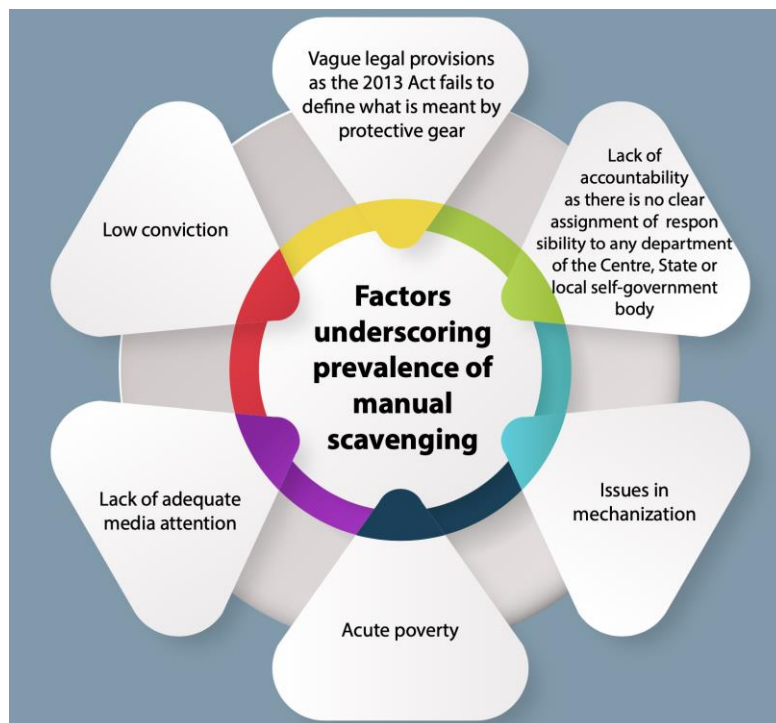 Vague legal provisions
as the 2013 Act fails to
define what is meant by
protective gear
Lack of
accountability
as there is no clear
assignment of respon
sibility to any department
of the Centre, State or
local self-government
body
Low conviction
Factors
underscoring
prevalence of
manual
scavenging
Lack of adequate
media attention
Issues in
mechanization
Acute poverty